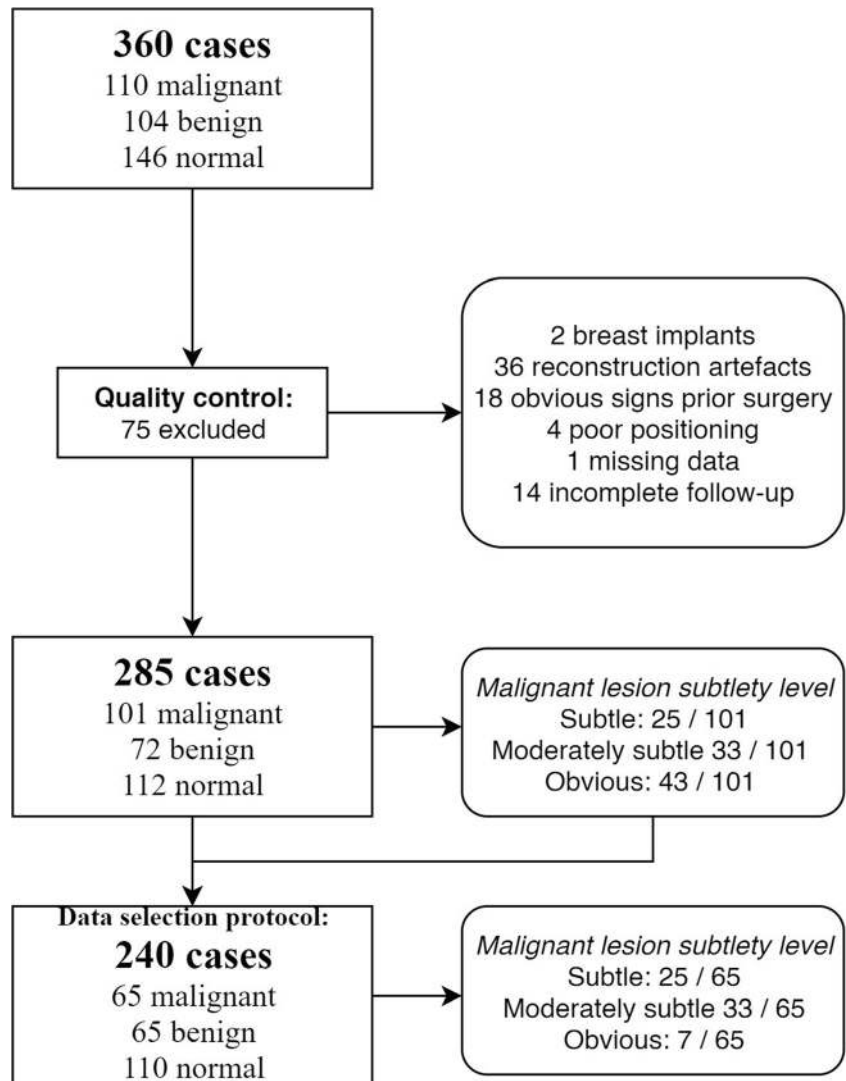 360 cases
110 malignant
104 benign
146 normal
Quality control:
75 excluded
2 breast implants
36 reconstruction artefacts
18 obvious signs prior surgery
4 poor positioning
1 missing data
14 incomplete follow-up
285 cases
101 malignant
72 benign
112 normal
Malignant lesion subtlety level
Subtle: 25 / 101
Moderately subtle 33 / 101
Obvious: 43 / 101
Data selection protocol:
240 cases
65 malignant
65 benign
110 normal
Malignant lesion subtlety level
Subtle: 25 / 65
Moderately subtle 33 / 65
Obvious: 7 / 65